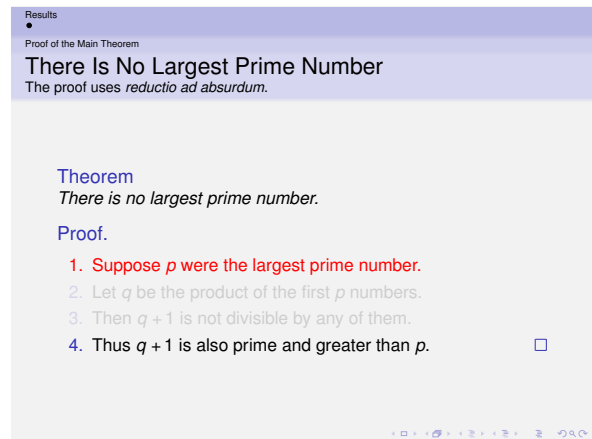 Results
Proof of the Main Theorem
There Is No Largest Prime Number
The proof uses reductio ad absurdum.
Theorem
There is no largest prime number.
Proof.
1. Suppose p were the largest prime number.
2. Let q be the product of the first p numbers.
3. Then q + 1 is not divisible by any of them.
4. Thus q + 1 is also prime and greater than p. □